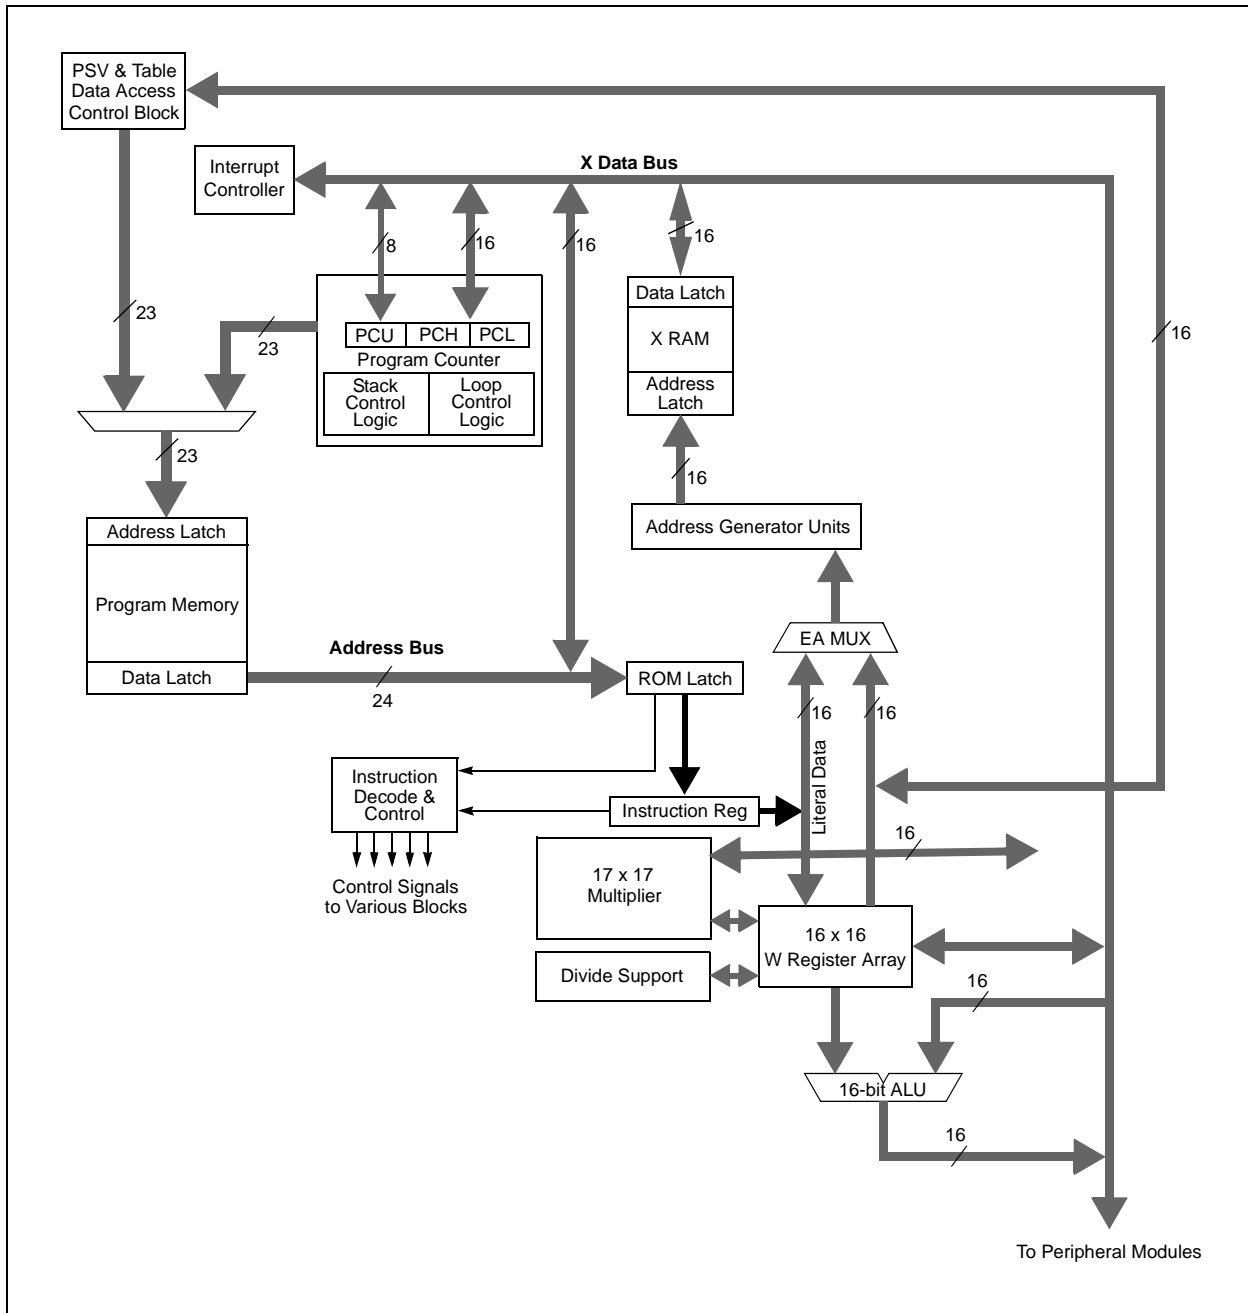 PSV & Table
Data Access
Control Block
Interrupt
Controller
X Data Bus
8
16
16
16
23
23
16
PCU
PCH
PCL
Program Counter
Stack
Control
Logic
Loop
Control
Logic
Data Latch
X RAM
Address
Latch
23
16
Address Latch
Program Memory
Data Latch
Address Generator Units
EA MUX
Address Bus
24
ROM Latch
16
16
Literal Data
Instruction
Decode &
Control
Instruction Reg
Control Signals
to Various Blocks
17 x 17
Multiplier
16
16 x 16
W Register Array
Divide Support
16
16-bit ALU
16
To Peripheral Modules